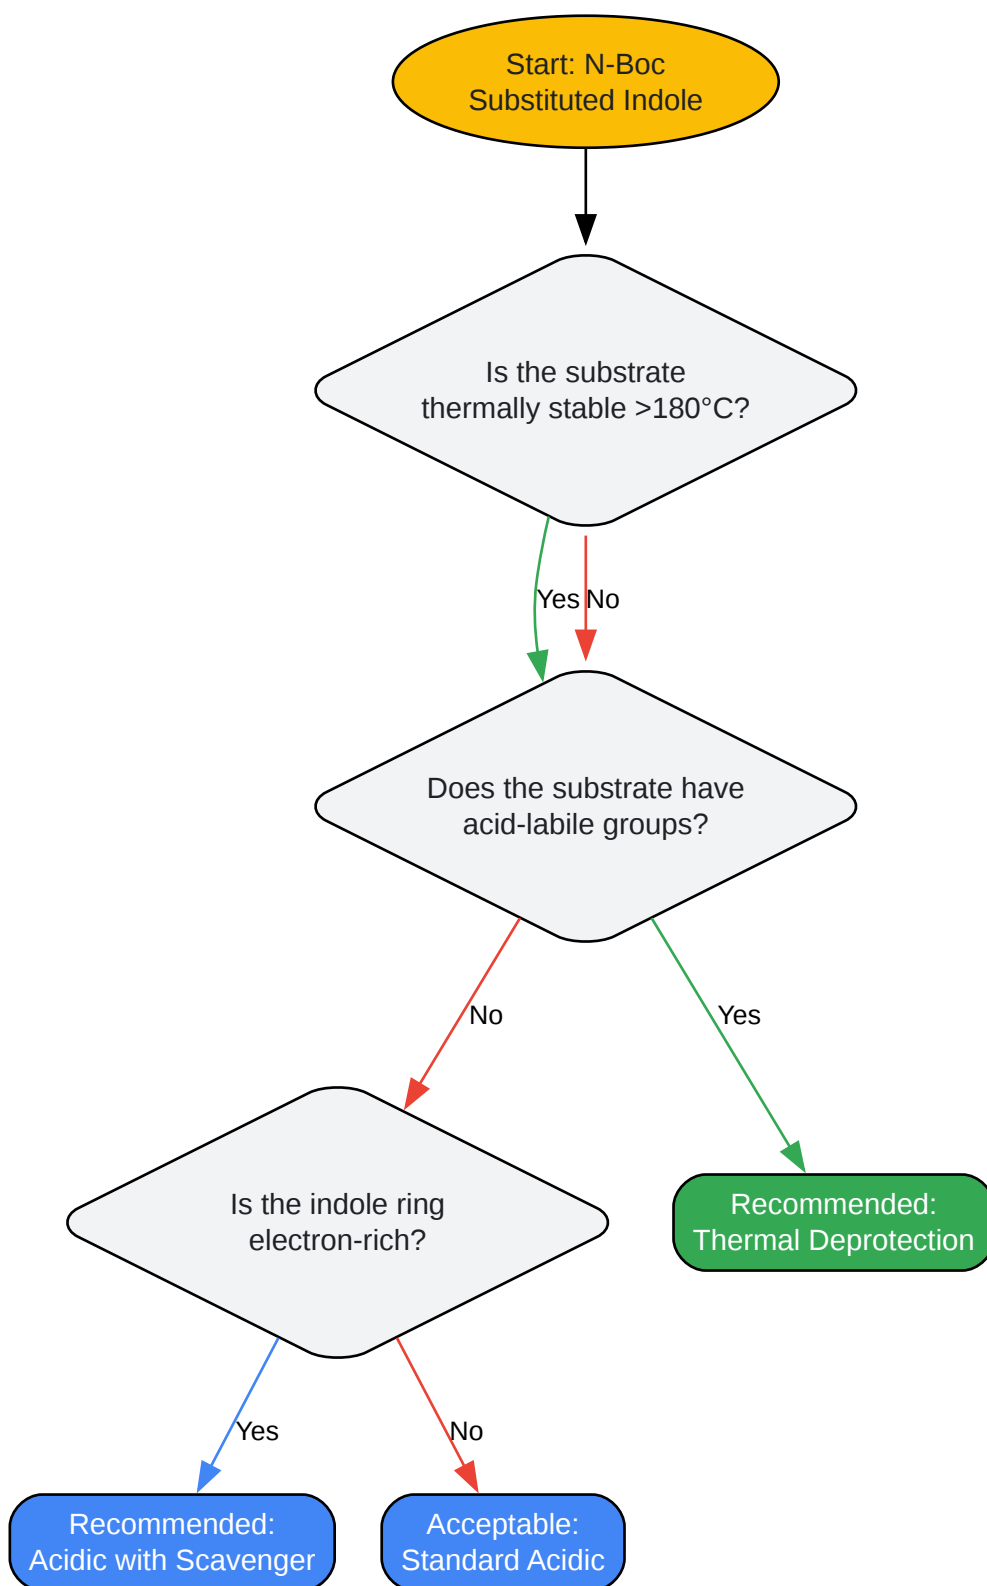 Start: N-Boc
Substituted Indole
Is the substrate
thermally stable >180°C?
Yes No
Does the substrate have
acid-labile groups?
No
Yes
Is the indole ring
electron-rich?
Recommended:
Thermal Deprotection
Yes
No
Recommended:
Acidic with Scavenger
Acceptable:
Standard Acidic